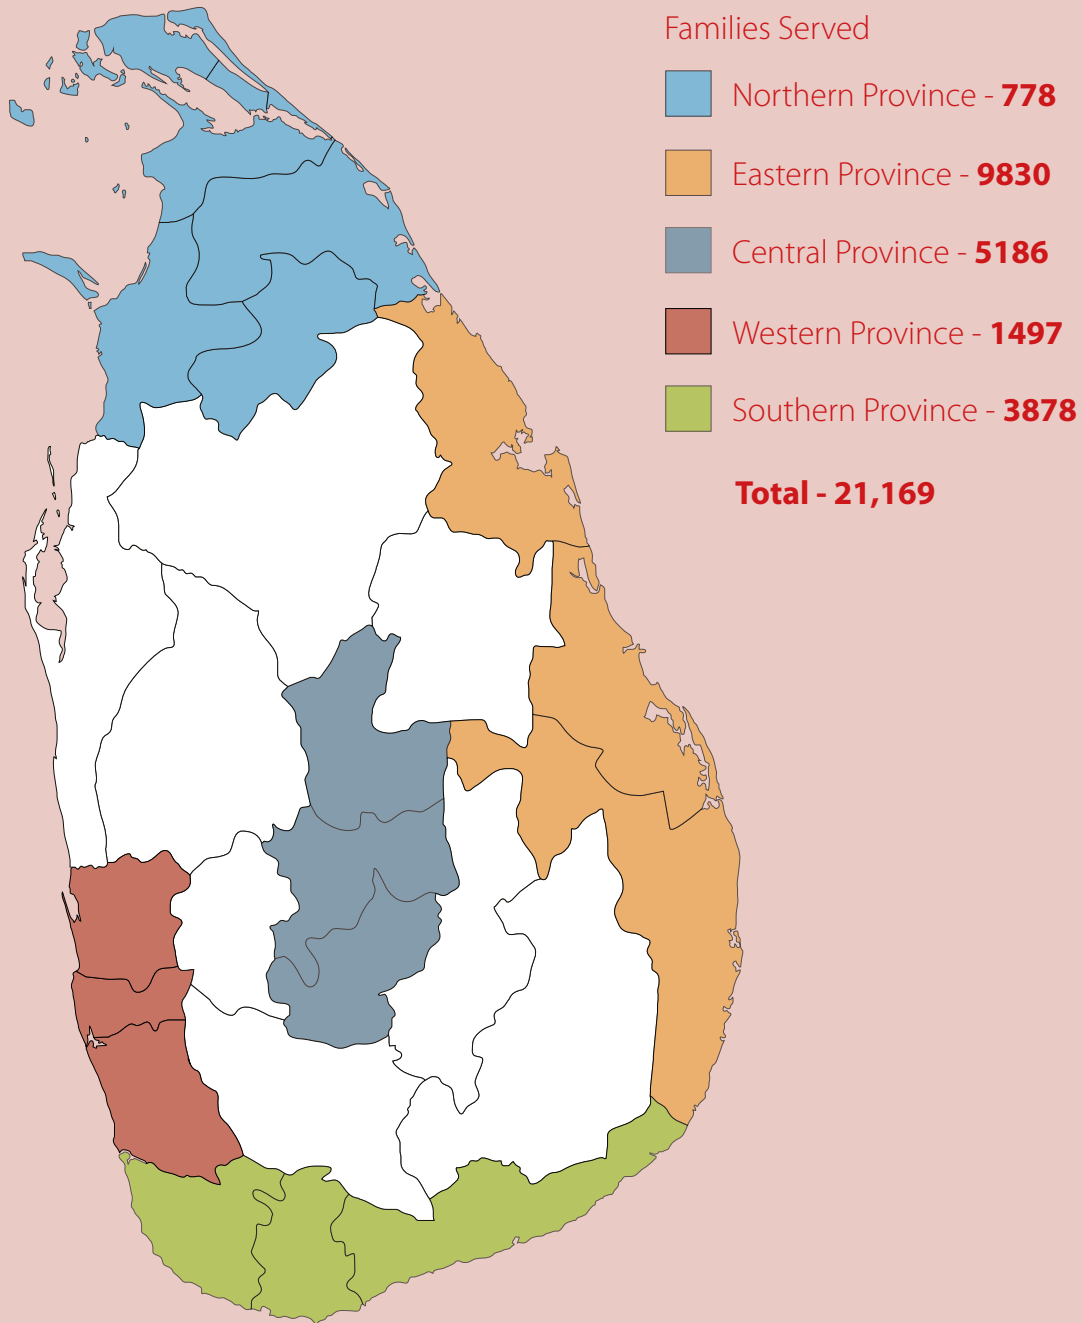 Families Served
Northern Province - 778
Eastern Province - 9830
Central Province - 5186
Western Province - 1497
Southern Province - 3878
Total - 21,169